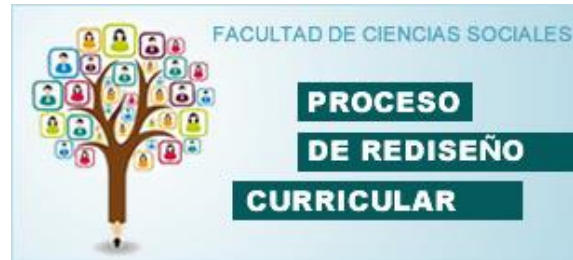 FACULTAD DE CIENCIAS SOCIALES
PROCESO
DE REDISEÑO
CURRICULAR